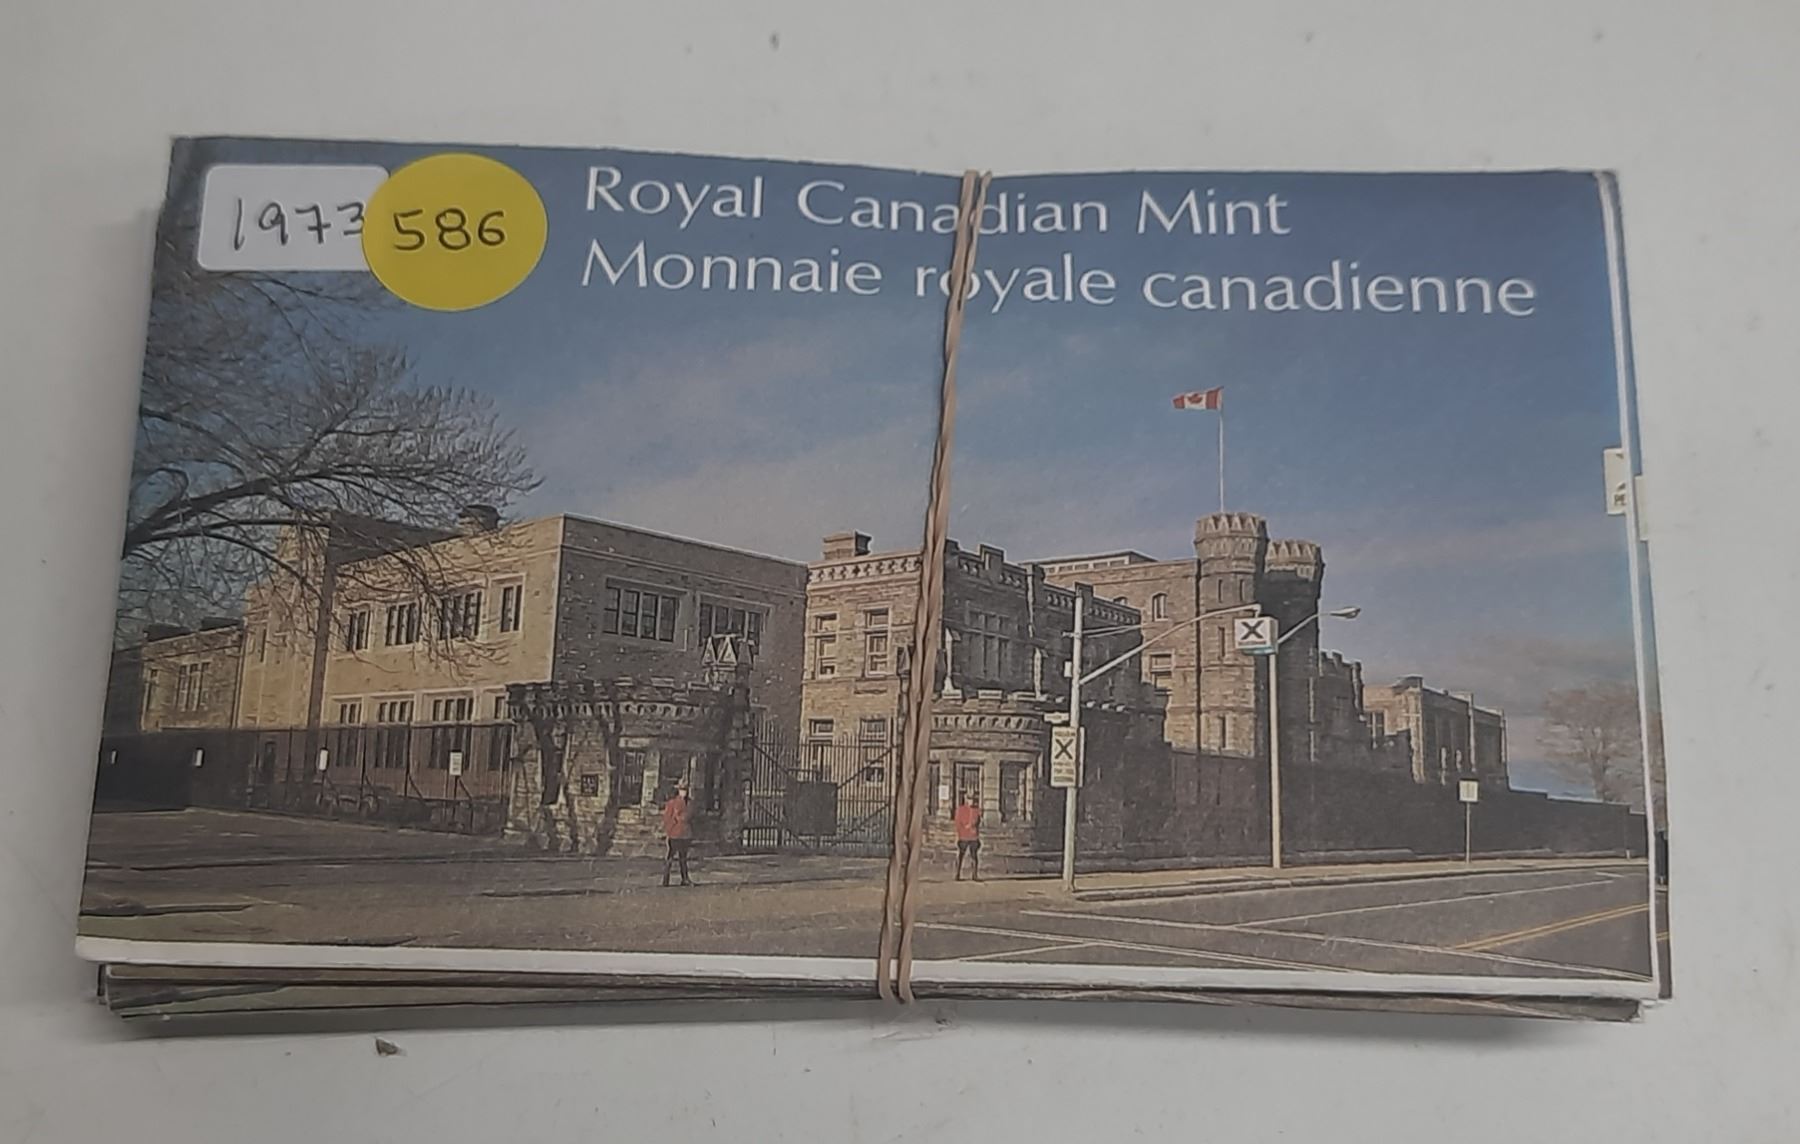 1973
586
Royal Canadian Mint
Monnaie royale canadienne
X
X